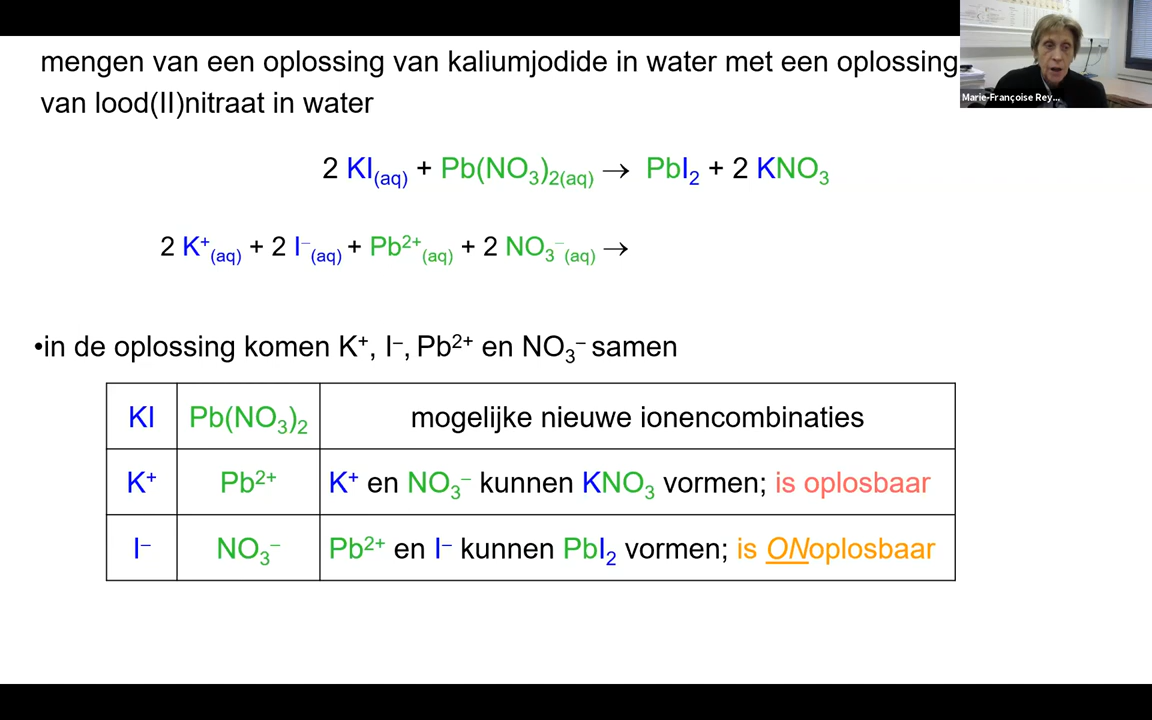 mengen van een oplossing van kaliumjodide in water met een oplossing
van lood(II)nitraat in water
Marie-Françoise Rey...
2 KI(aq) + Pb(NO₃)₂(aq) → PbI₂ + 2 KNO₃
2 K⁺(aq) + 2 I⁻(aq) + Pb²⁺(aq) + 2 NO₃⁻(aq) →
•in de oplossing komen K⁺, I⁻, Pb²⁺ en NO₃⁻ samen
KI Pb(NO₃)₂ mogelijke nieuwe ionencombinaties
K⁺ Pb²⁺ K⁺ en NO₃⁻ kunnen KNO₃ vormen; is oplosbaar
I⁻ NO₃⁻ Pb²⁺ en I⁻ kunnen PbI₂ vormen; is ONoplosbaar